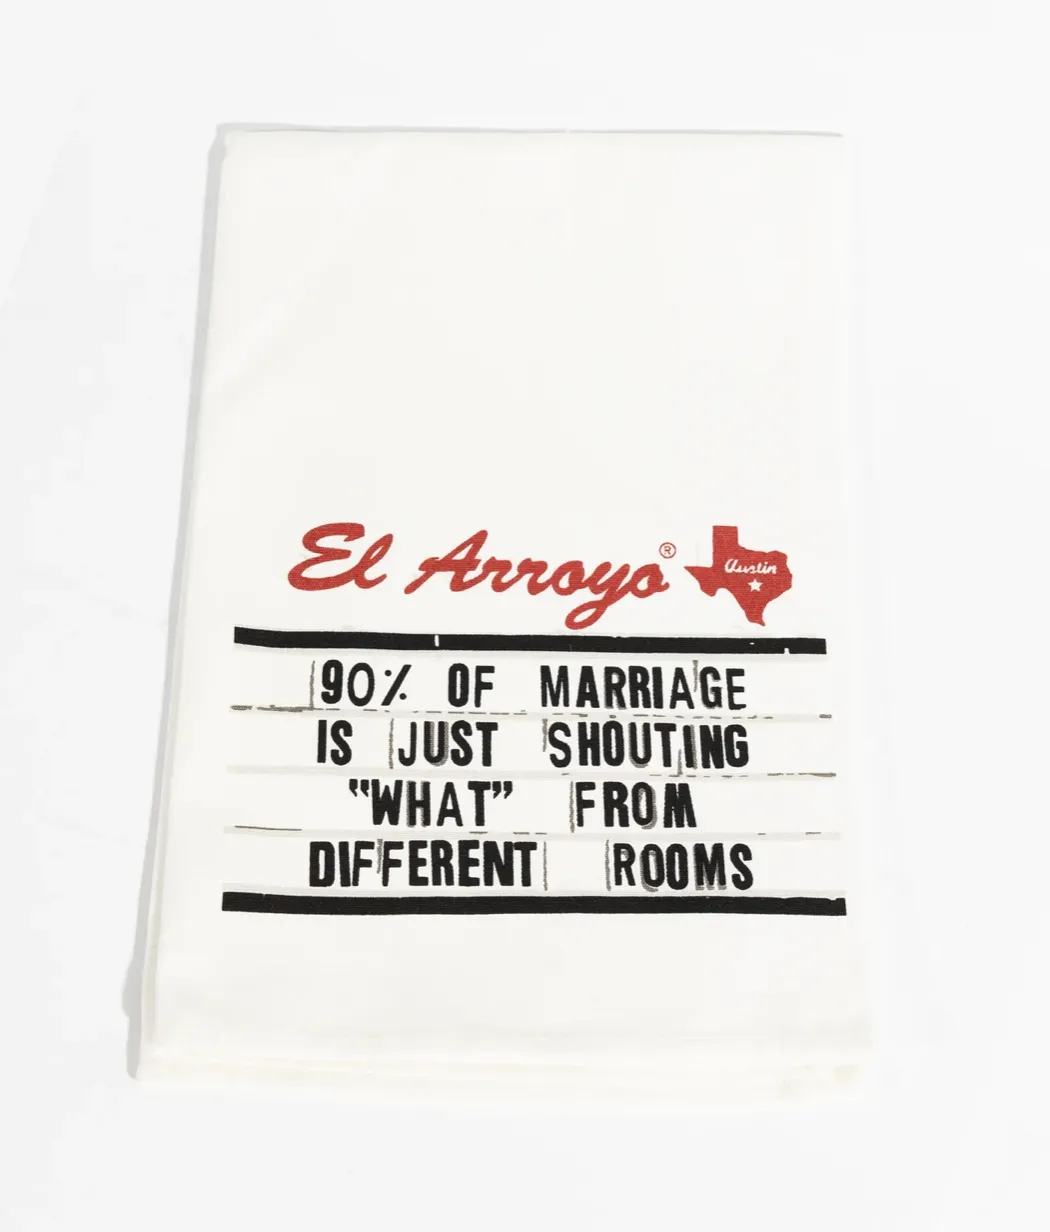 El Arroyo®
Austin
90% OF MARRIAGE
IS JUST SHOUTING
"WHAT" FROM
DIFFERENT ROOMS